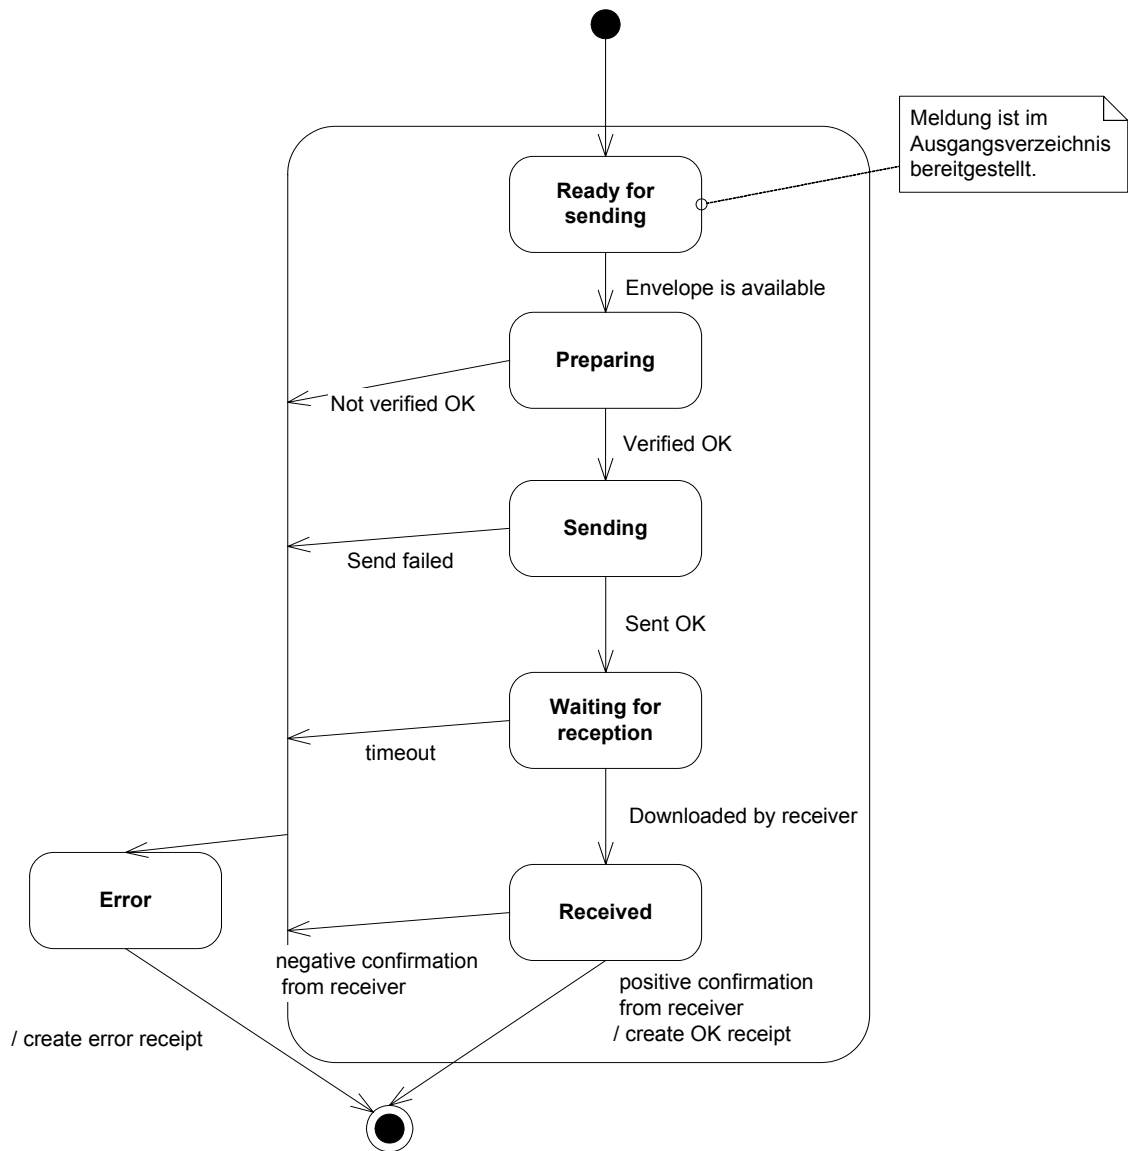 Meldung ist im
Ausgangsverzeichnis
bereitgestellt.
Ready for
sending
Envelope is available
Preparing
Not verified OK
Verified OK
Sending
Send failed
Sent OK
Waiting for
reception
timeout
Downloaded by receiver
Error
Received
negative confirmation
from receiver
positive confirmation
from receiver
/ create OK receipt
/ create error receipt